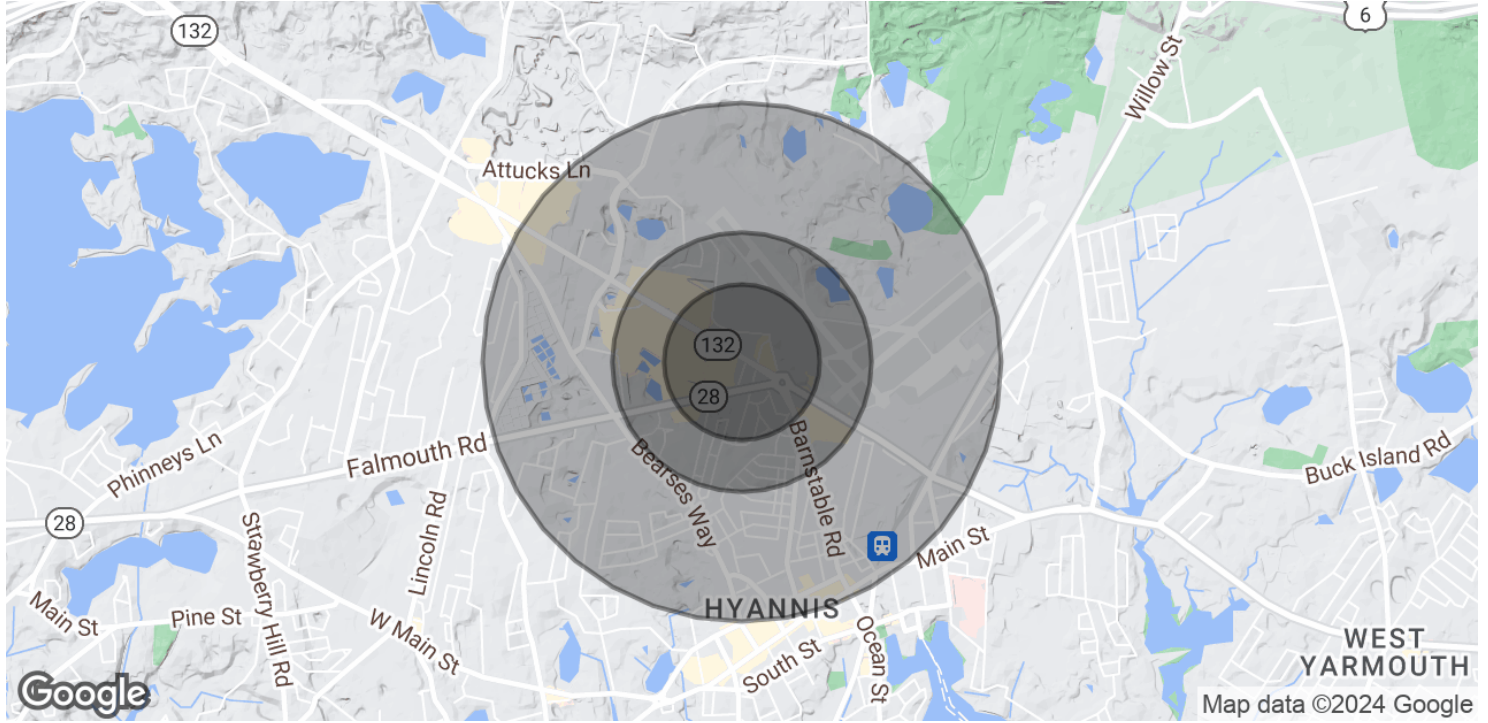 132
6
Willow St
Attucks Ln
132
28
Falmouth Rd
Phinneys Ln
Bearses Way
Barnstable Rd
Buck Island Rd
28
Strawberry Hill Rd
Lincoln Rd
Main St
Main St
Pine St
W Main St
HYANNIS
South St
Ocean St
WEST
YARMOUTH
Google
Map data ©2024 Google